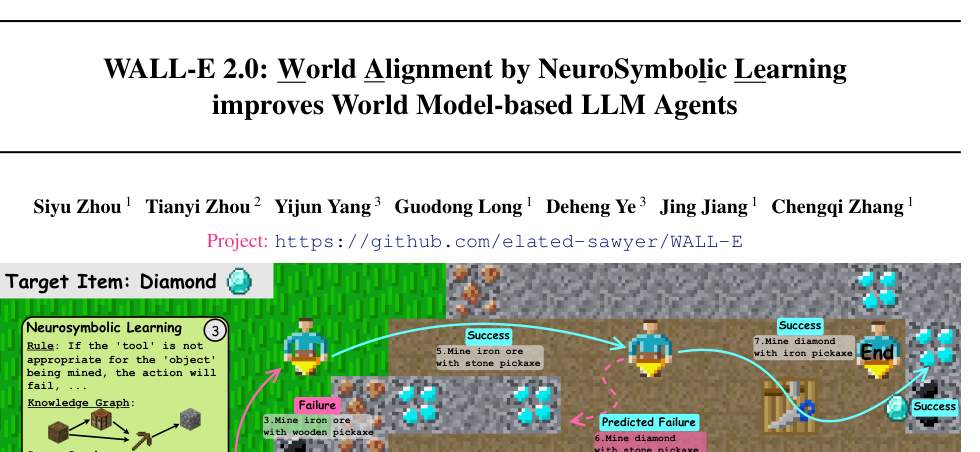 WALL-E 2.0: World Alignment by NeuroSymbolic Learning
improves World Model-based LLM Agents
Siyu Zhou 1 Tianyi Zhou 2 Yijun Yang 3 Guodong Long 1 Deheng Ye 3 Jing Jiang 1 Chengqi Zhang 1
Project: https://github.com/elated-sawyer/WALL-E
Target Item: Diamond
Neurosymbolic Learning
3
Rule: If the 'tool' is not
appropriate for the 'object'
being mined, the action will
fail, ...
Knowledge Graph:
Failure
3.Mine iron ore
with wooden pickaxe
Success
5.Mine iron ore
with stone pickaxe
Predicted Failure
6.Mine diamond
with stone pickaxe
Success
7.Mine diamond
with iron pickaxe
End
Success